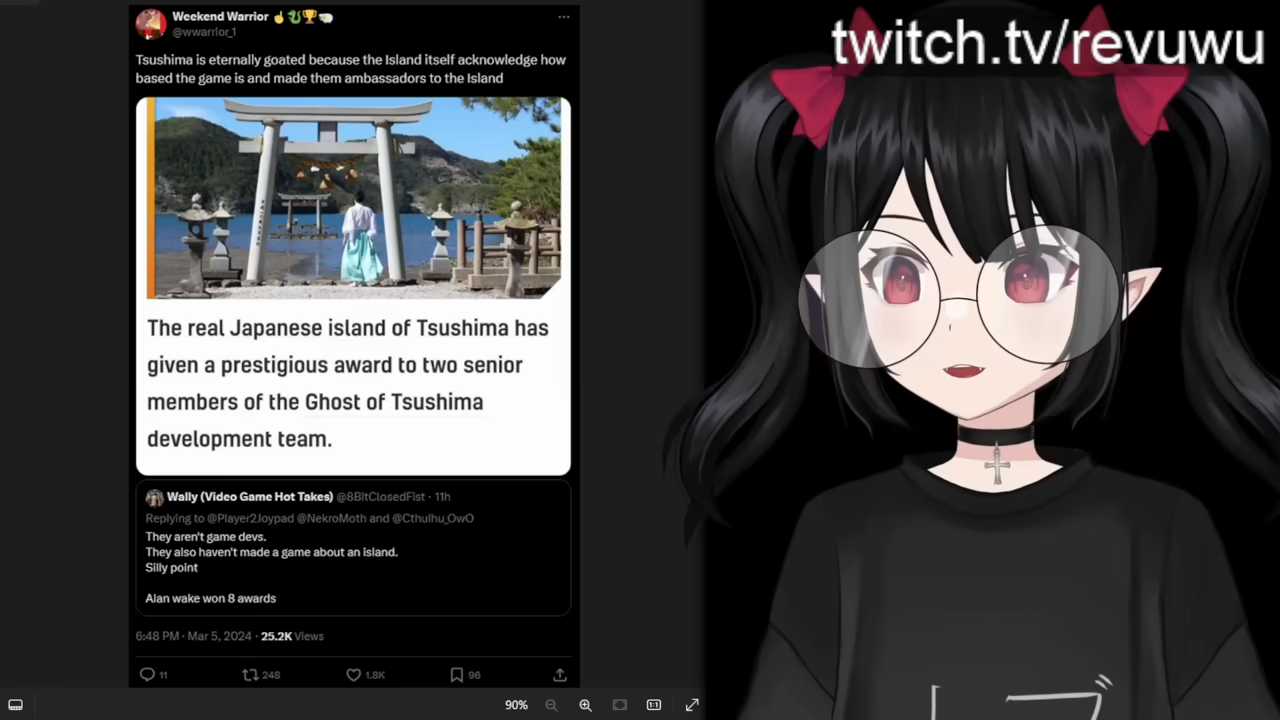 Weekend Warrior
@wwarrlor_1
Tsushima is eternally goated because the Island itself acknowledge how
based the game is and made them ambassadors to the Island
The real Japanese island of Tsushima has
given a prestigious award to two senior
members of the Ghost of Tsushima
development team.
Wally (Video Game Hot Takes) @8BitClosedFist · 11h
Replying to @Player2Joypad @NekroMoth and @Cthulhu_OwO
They aren't game devs.
They also haven't made a game about an island.
Silly point
Alan wake won 8 awards
6:48 PM · Mar 5, 2024 · 25.2K Views
11 248 1.8K 96
90%
1:1
twitch.tv/revuwu